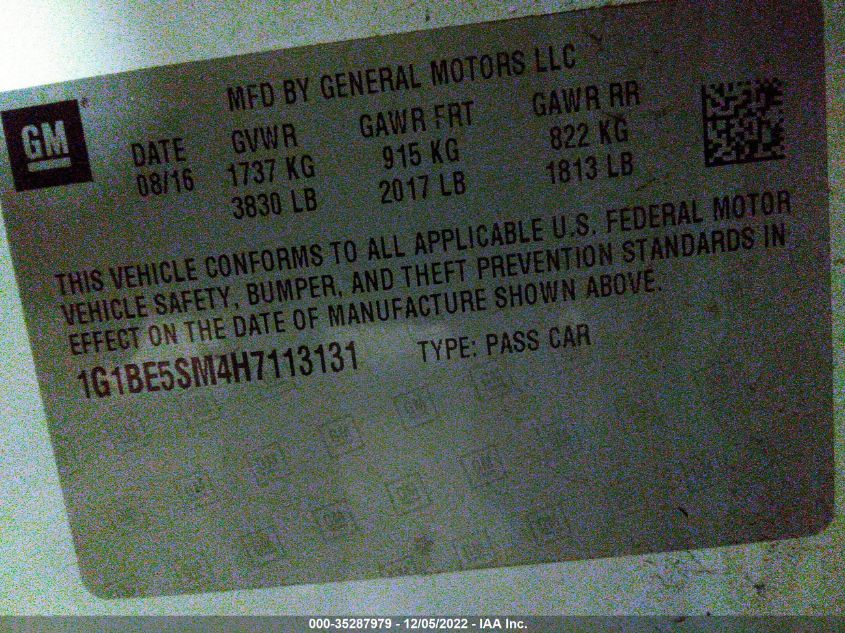 MFD BY GENERAL MOTORS LLC
GM
DATE GVWR GAWR FRT GAWR RR
08/16 1737 KG 915 KG 822 KG
3830 LB 2017 LB 1813 LB
THIS VEHICLE CONFORMS TO ALL APPLICABLE U.S. FEDERAL MOTOR
VEHICLE SAFETY, BUMPER, AND THEFT PREVENTION STANDARDS IN
EFFECT ON THE DATE OF MANUFACTURE SHOWN ABOVE.
1G1BE5SM4H7113131 TYPE: PASS CAR
000-35287979 - 12/05/2022 - IAA Inc.